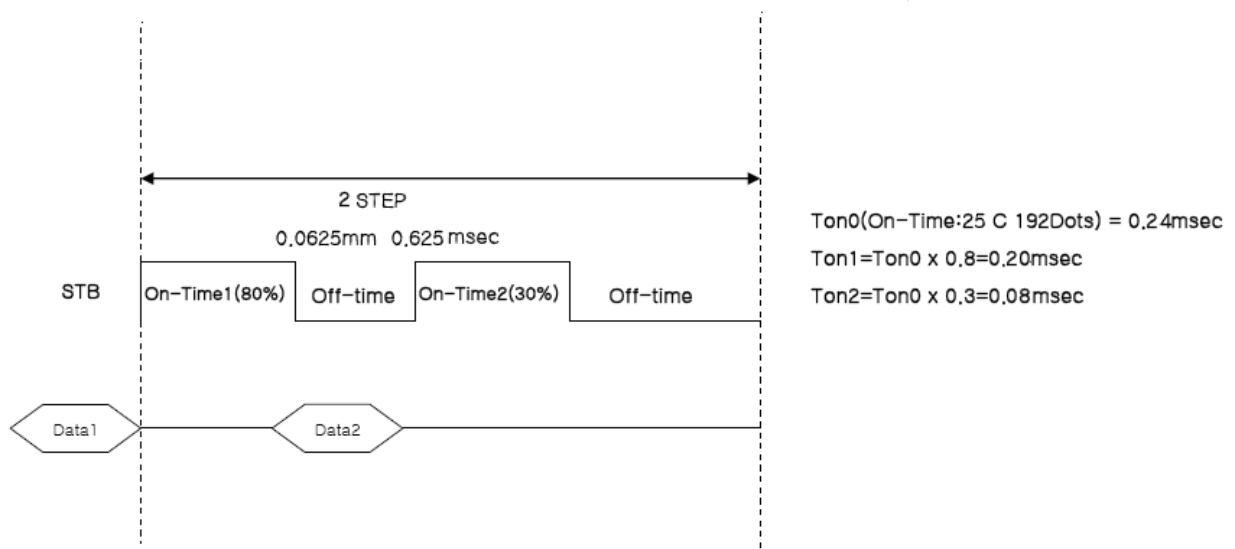 2 STEP
0.0625mm 0.625 msec
STB
On-Time1(80%)
Off-time
On-Time2(30%)
Off-time
Data1
Data2
Ton0(On-Time:25 C 192Dots) = 0.24msec
Ton1=Ton0 x 0.8=0.20msec
Ton2=Ton0 x 0.3=0.08msec